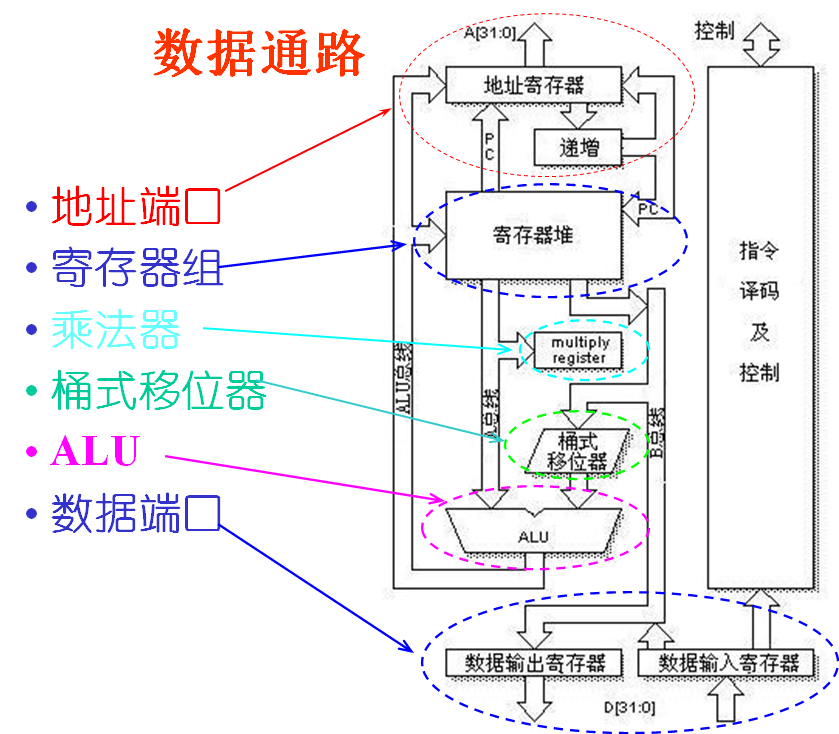 数据通路
• 地址端口
• 寄存器组
• 乘法器
• 桶式移位器
• ALU
• 数据端口
A[31:0]
控制
地址寄存器
PC
递增
PC
寄存器堆
指令
译码
及
控制
multiply
register
ALU总线
A总线
B总线
桶式
移位器
ALU
数据输出寄存器
数据输入寄存器
D[31:0]